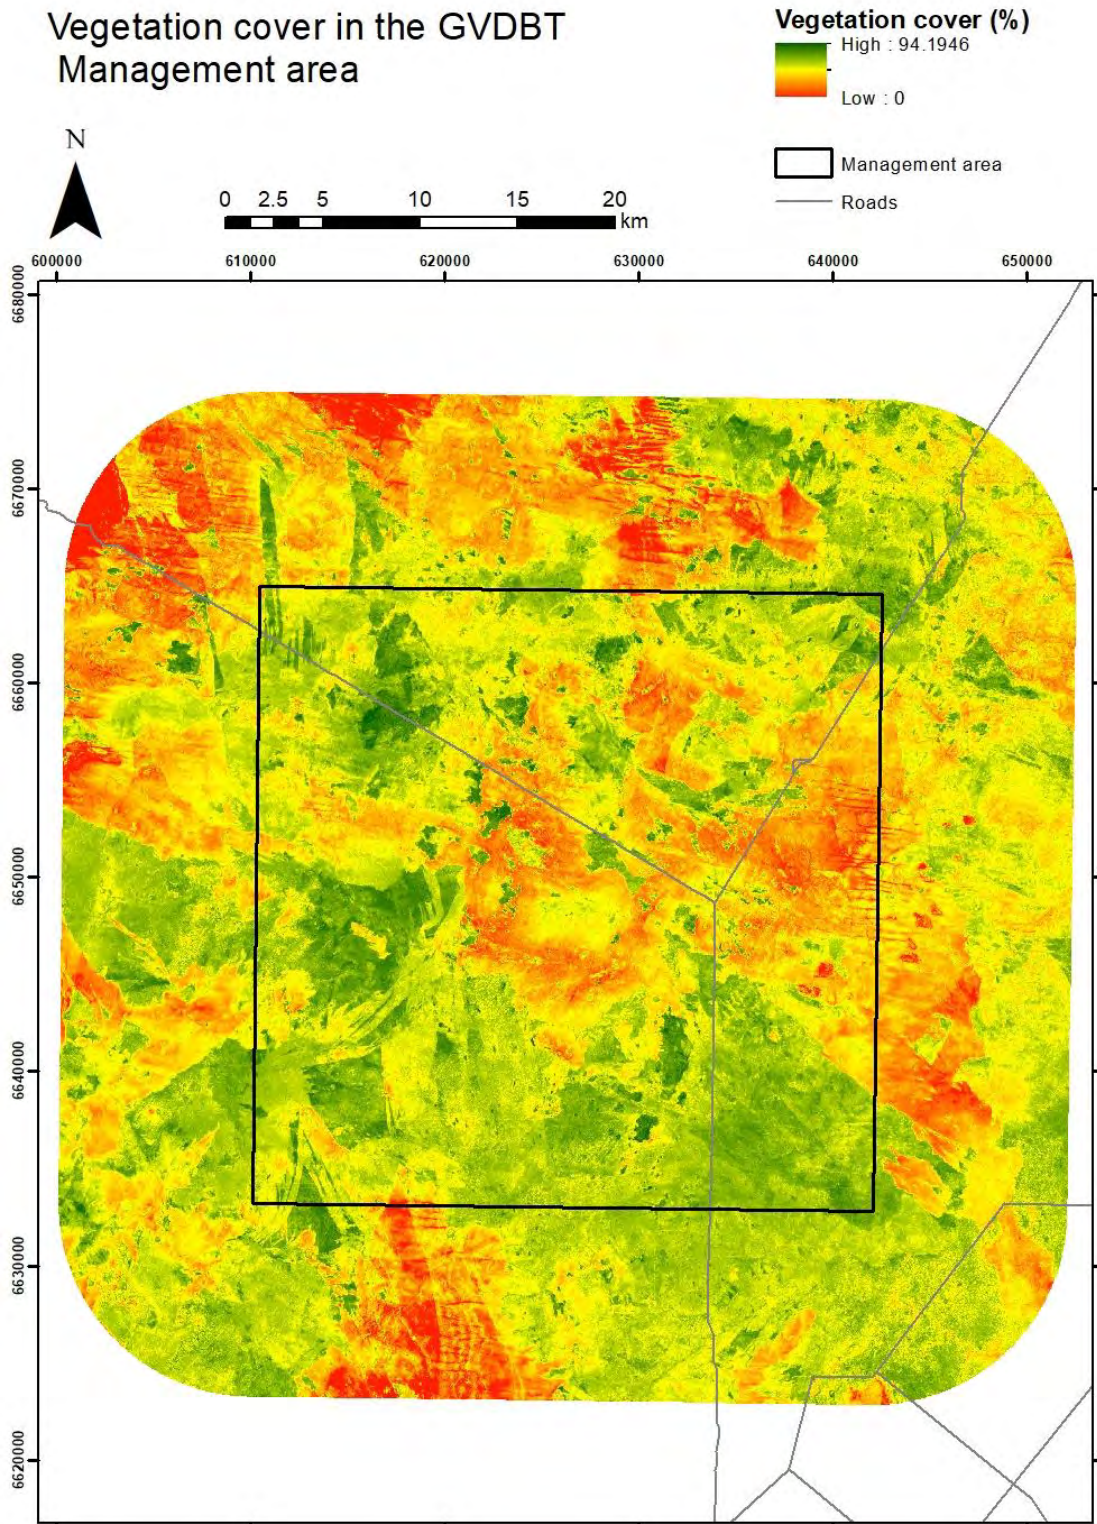 Vegetation cover in the GVDBT
Management area
Vegetation cover (%)
High : 94.1946
Low : 0
Management area
Roads
N
0 2.5 5 10 15 20
km
600000 610000 620000 630000 640000 650000
6680000
6670000
6660000
6650000
6640000
6630000
6620000